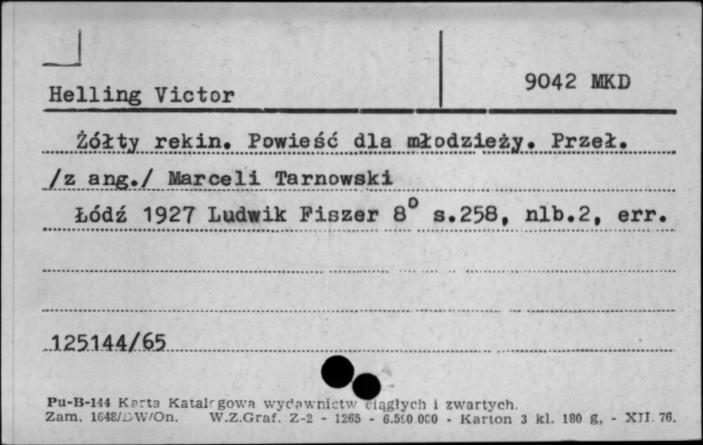 9042 MKD
Helling Victor
Żółty rekin. Powieść dla młodzieży. Przeł.
/z ang./ Marceli Tarnowski
Łódź 1927 Ludwik Fiszer 8° s.258, nlb.2, err.
125144/65
Pu-B-144 Karta Katalogowa wydawnictw ciągłych i zwartych.
Zam. 1648/DW/On. W.Z.Graf. Z-2 - 1265 - 6.500.000 - Karton 3 kl. 180 g. - XII. 76.